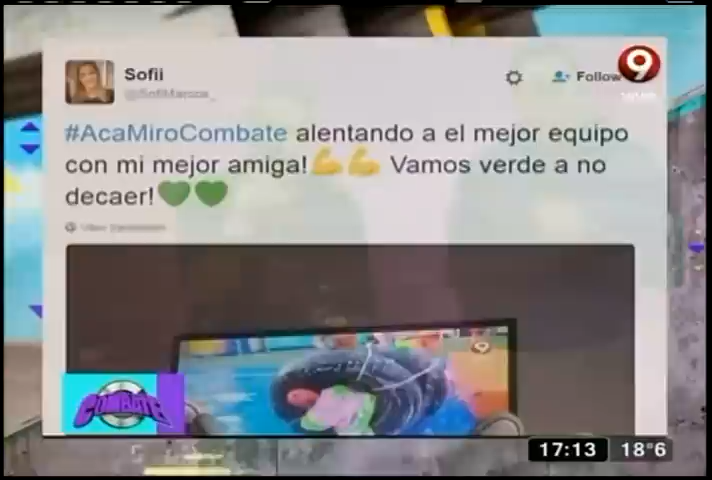 Sofii
Follow
9
#AcaMiroCombate alentando a el mejor equipo
con mi mejor amiga!💪💪 Vamos verde a no
decaer!💚💚
9
COMBATE
17:13 18°6